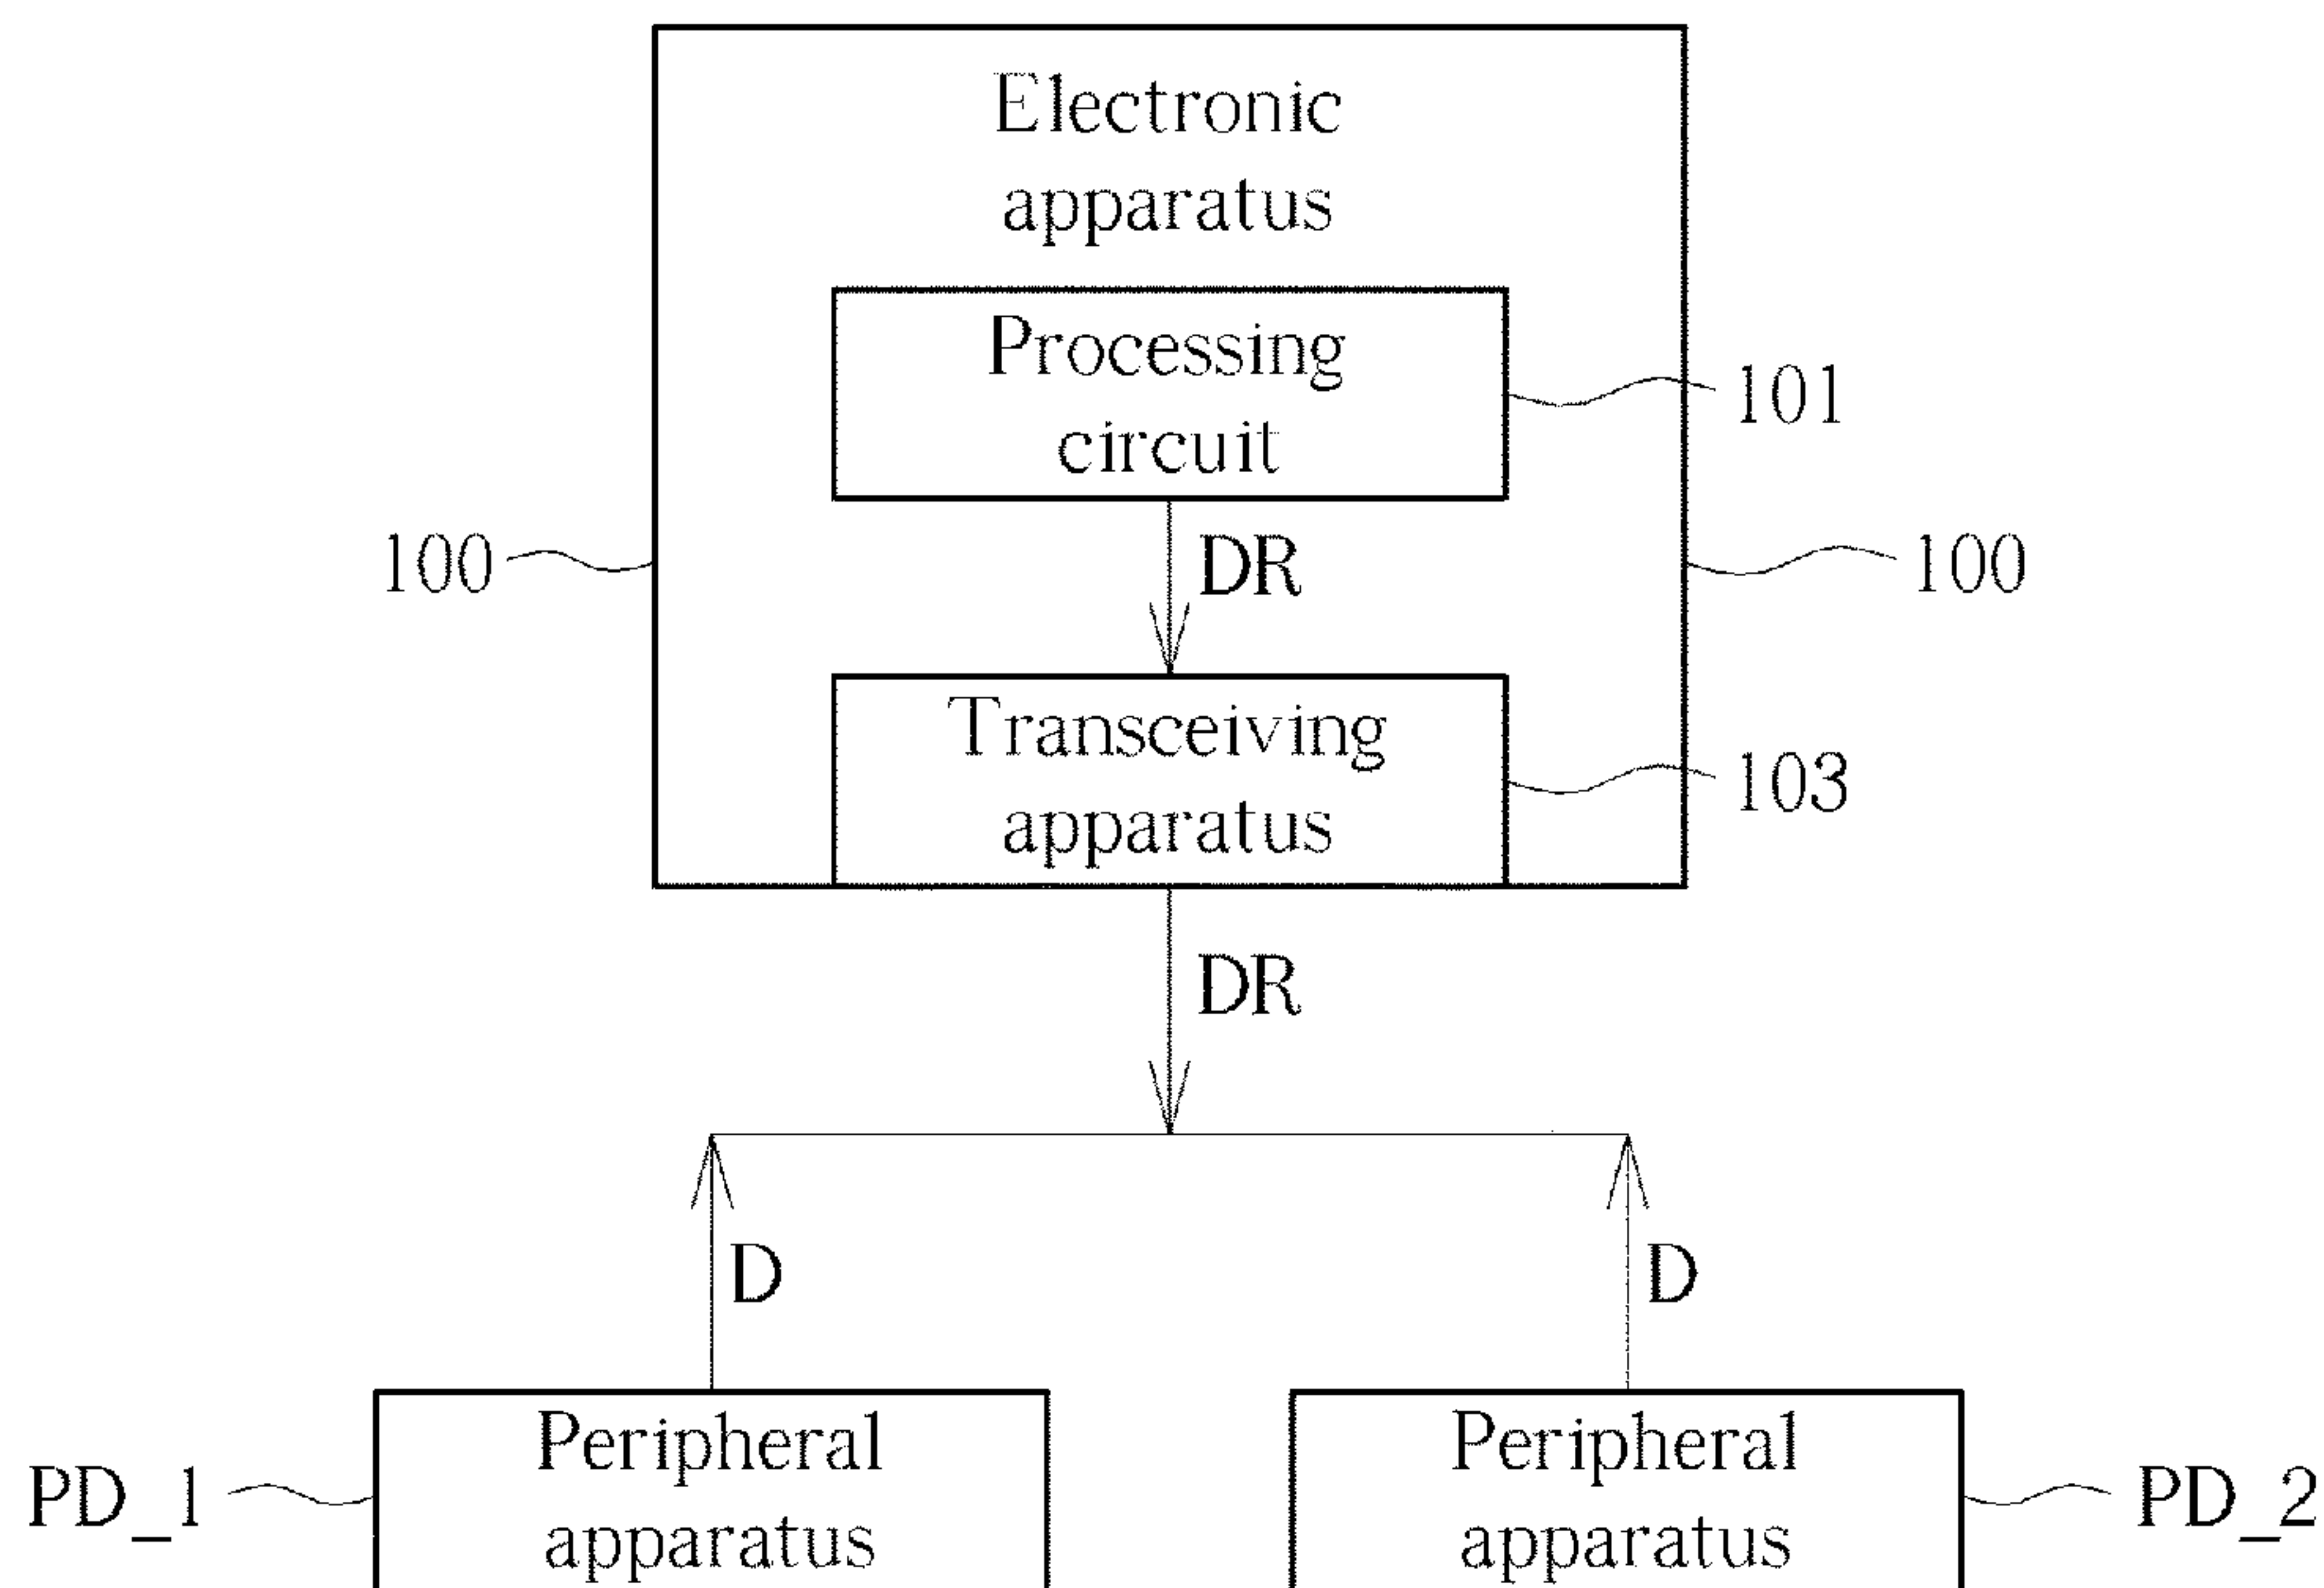 Electronic
apparatus
Processing
circuit
101
100
DR
100
Transceiving
apparatus
103
DR
D
D
Peripheral
apparatus
PD_1
Peripheral
apparatus
PD_2